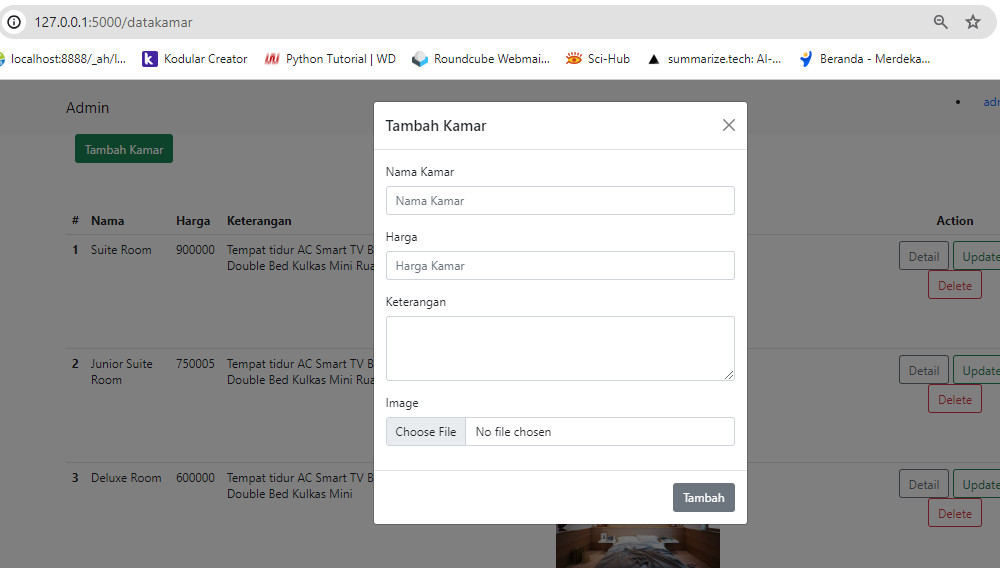 127.0.0.1:5000/datakamar
localhost:8888/_ah/l...
Kodular Creator
Python Tutorial | WD
Roundcube Webmai...
Sci-Hub
summarize.tech: AI-...
Beranda - Merdeka...
Admin
Tambah Kamar
# Nama Harga Keterangan Action
1 Suite Room 900000 Tempat tidur AC Smart TV B
Double Bed Kulkas Mini Rua
Detail Update
Delete
2 Junior Suite 750005 Tempat tidur AC Smart TV B
Room Double Bed Kulkas Mini Rua
Detail Update
Delete
3 Deluxe Room 600000 Tempat tidur AC Smart TV B
Double Bed Kulkas Mini
Detail Update
Delete
Tambah Kamar
Nama Kamar
Nama Kamar
Harga
Harga Kamar
Keterangan
Image
Choose File No file chosen
Tambah